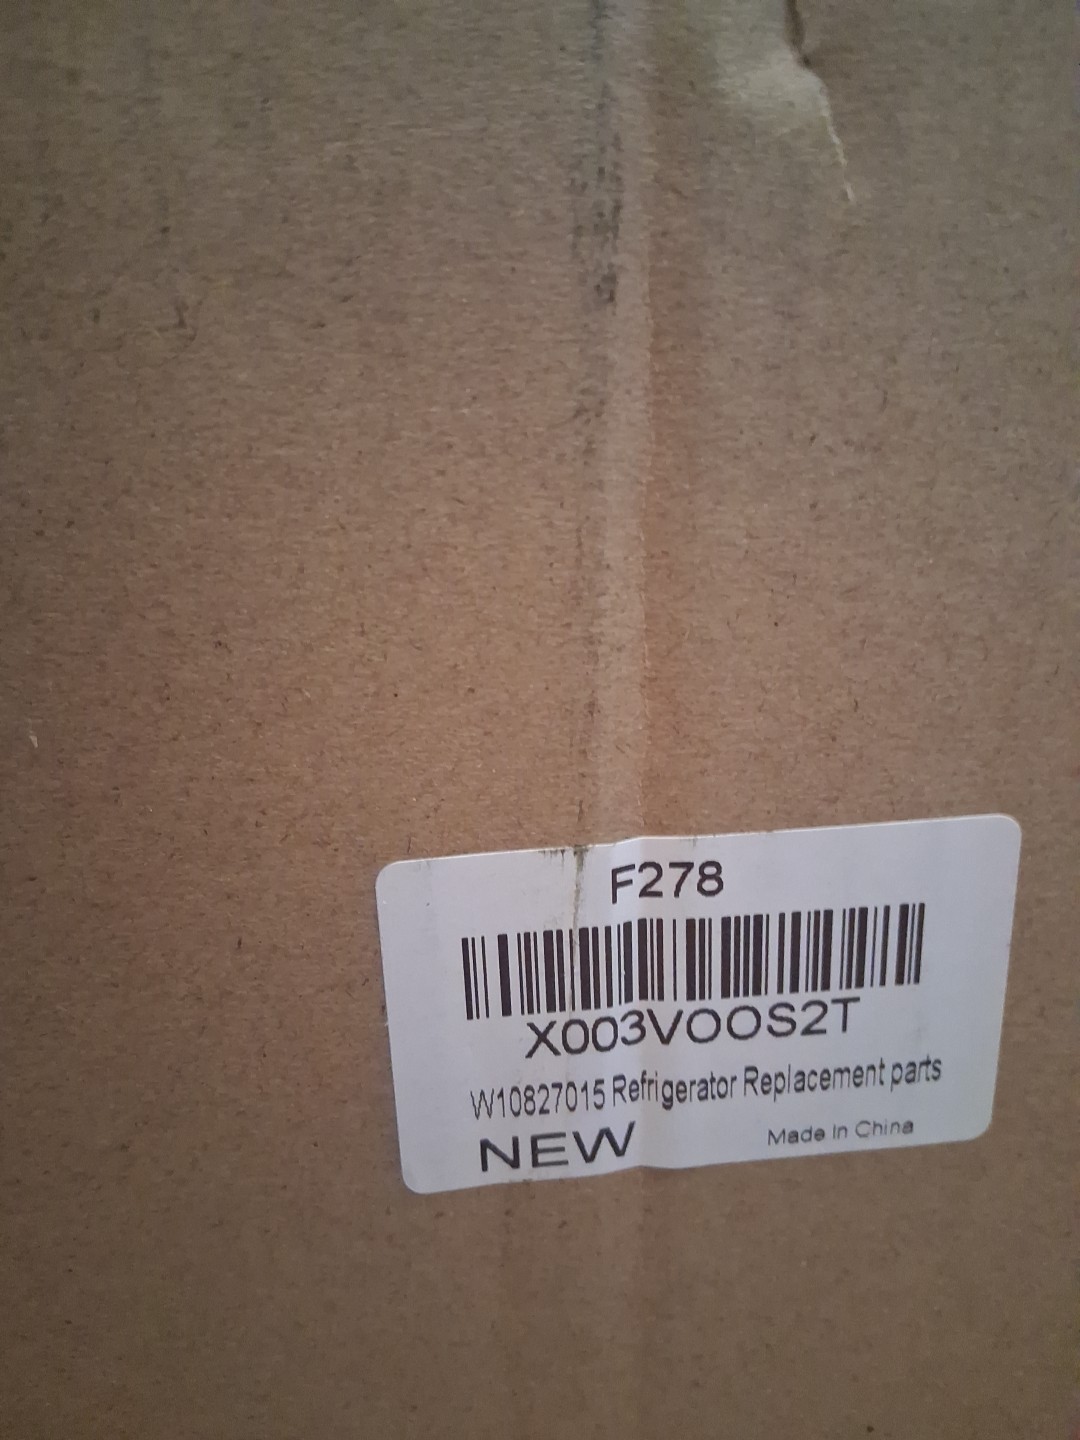 F278
X003VOOS2T
W10827015 Refrigerator Replacement parts
NEW
Made In China